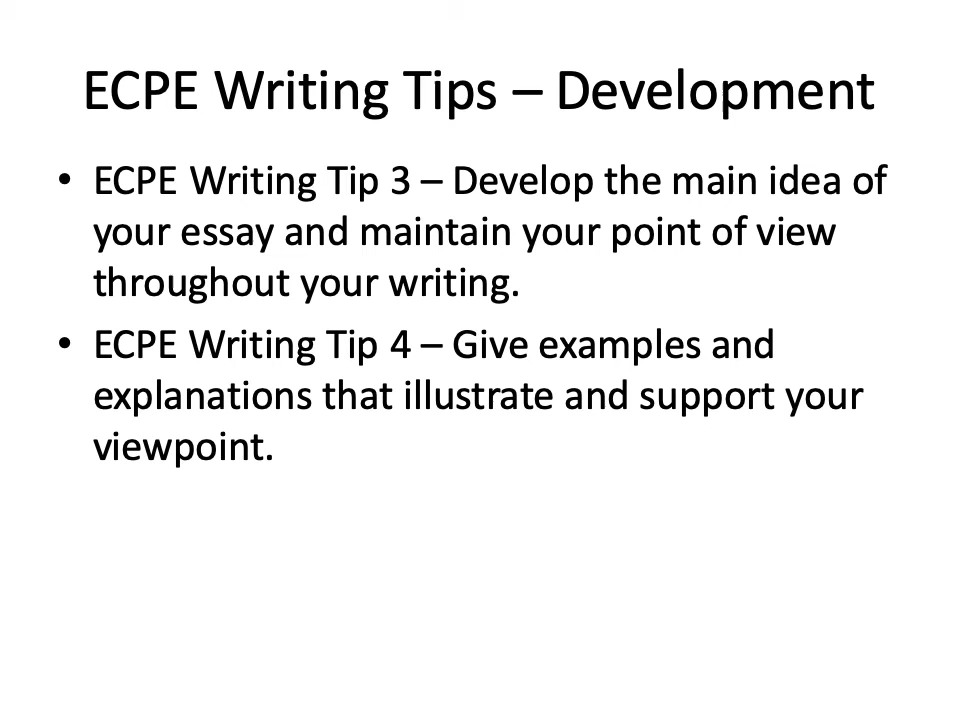 ECPE Writing Tips – Development
• ECPE Writing Tip 3 – Develop the main idea of
your essay and maintain your point of view
throughout your writing.
• ECPE Writing Tip 4 – Give examples and
explanations that illustrate and support your
viewpoint.